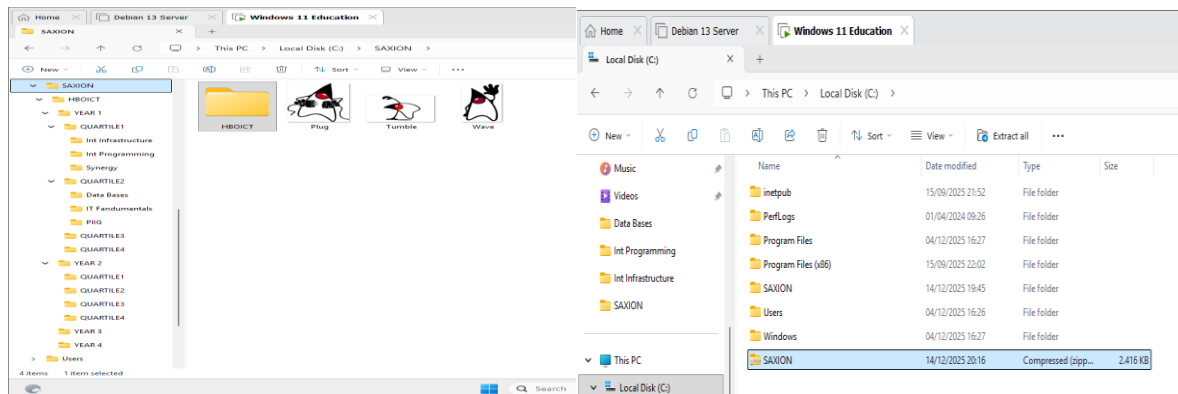 Home Debian 13 Server Windows 11 Education
SAXION
This PC > Local Disk (C:) > SAXION >
New Sort View ...
SAXION
HBOICT
YEAR 1
QUARTILE1
Int Infrastructure
Int Programming
Synergy
QUARTILE2
Data Bases
IT Fandumentals
PIIG
QUARTILE3
QUARTILE4
YEAR 2
QUARTILE1
QUARTILE2
QUARTILE3
QUARTILE4
YEAR 3
YEAR 4
Users
HBOICT Plug Tumble Wave
4 items 1 item selected
Search
Home Debian 13 Server Windows 11 Education
Local Disk (C:)
This PC > Local Disk (C:) >
New Sort View Extract all ...
Music
Videos
Data Bases
Int Programming
Int Infrastructure
SAXION
This PC
Local Disk (C:)
Name Date modified Type Size
inetpub 15/09/2025 21:52 File folder
PerfLogs 01/04/2024 09:26 File folder
Program Files 04/12/2025 16:27 File folder
Program Files (x86) 15/09/2025 22:02 File folder
SAXION 14/12/2025 19:45 File folder
Users 04/12/2025 16:26 File folder
Windows 04/12/2025 16:27 File folder
SAXION 14/12/2025 20:16 Compressed (zipp... 2.416 KB